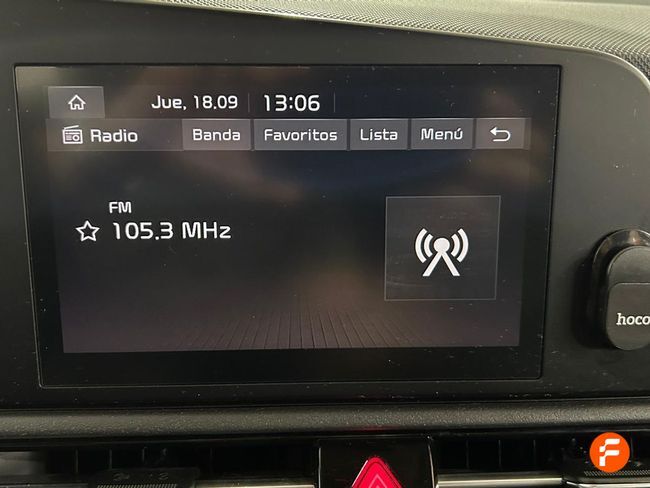 Jue, 18.09 13:06
Radio Banda Favoritos Lista Menú
FM
105.3 MHz
hoco